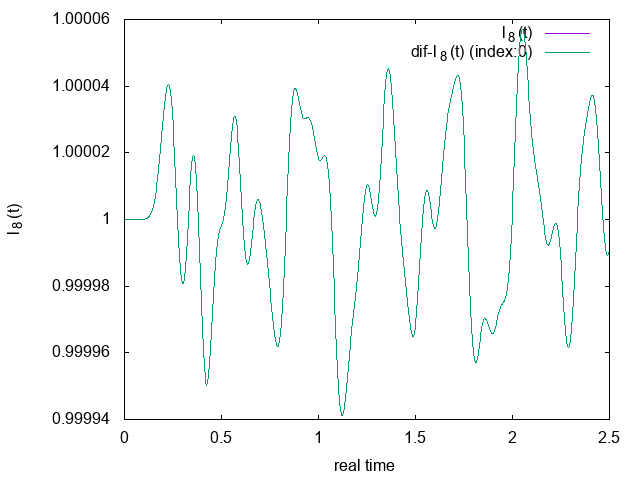 1.00006
1.00004
1.00002
1
0.99998
0.99996
0.99994
I8(t)
I8(t)
dif-I8(t) (index:0)
0 0.5 1 1.5 2 2.5
real time